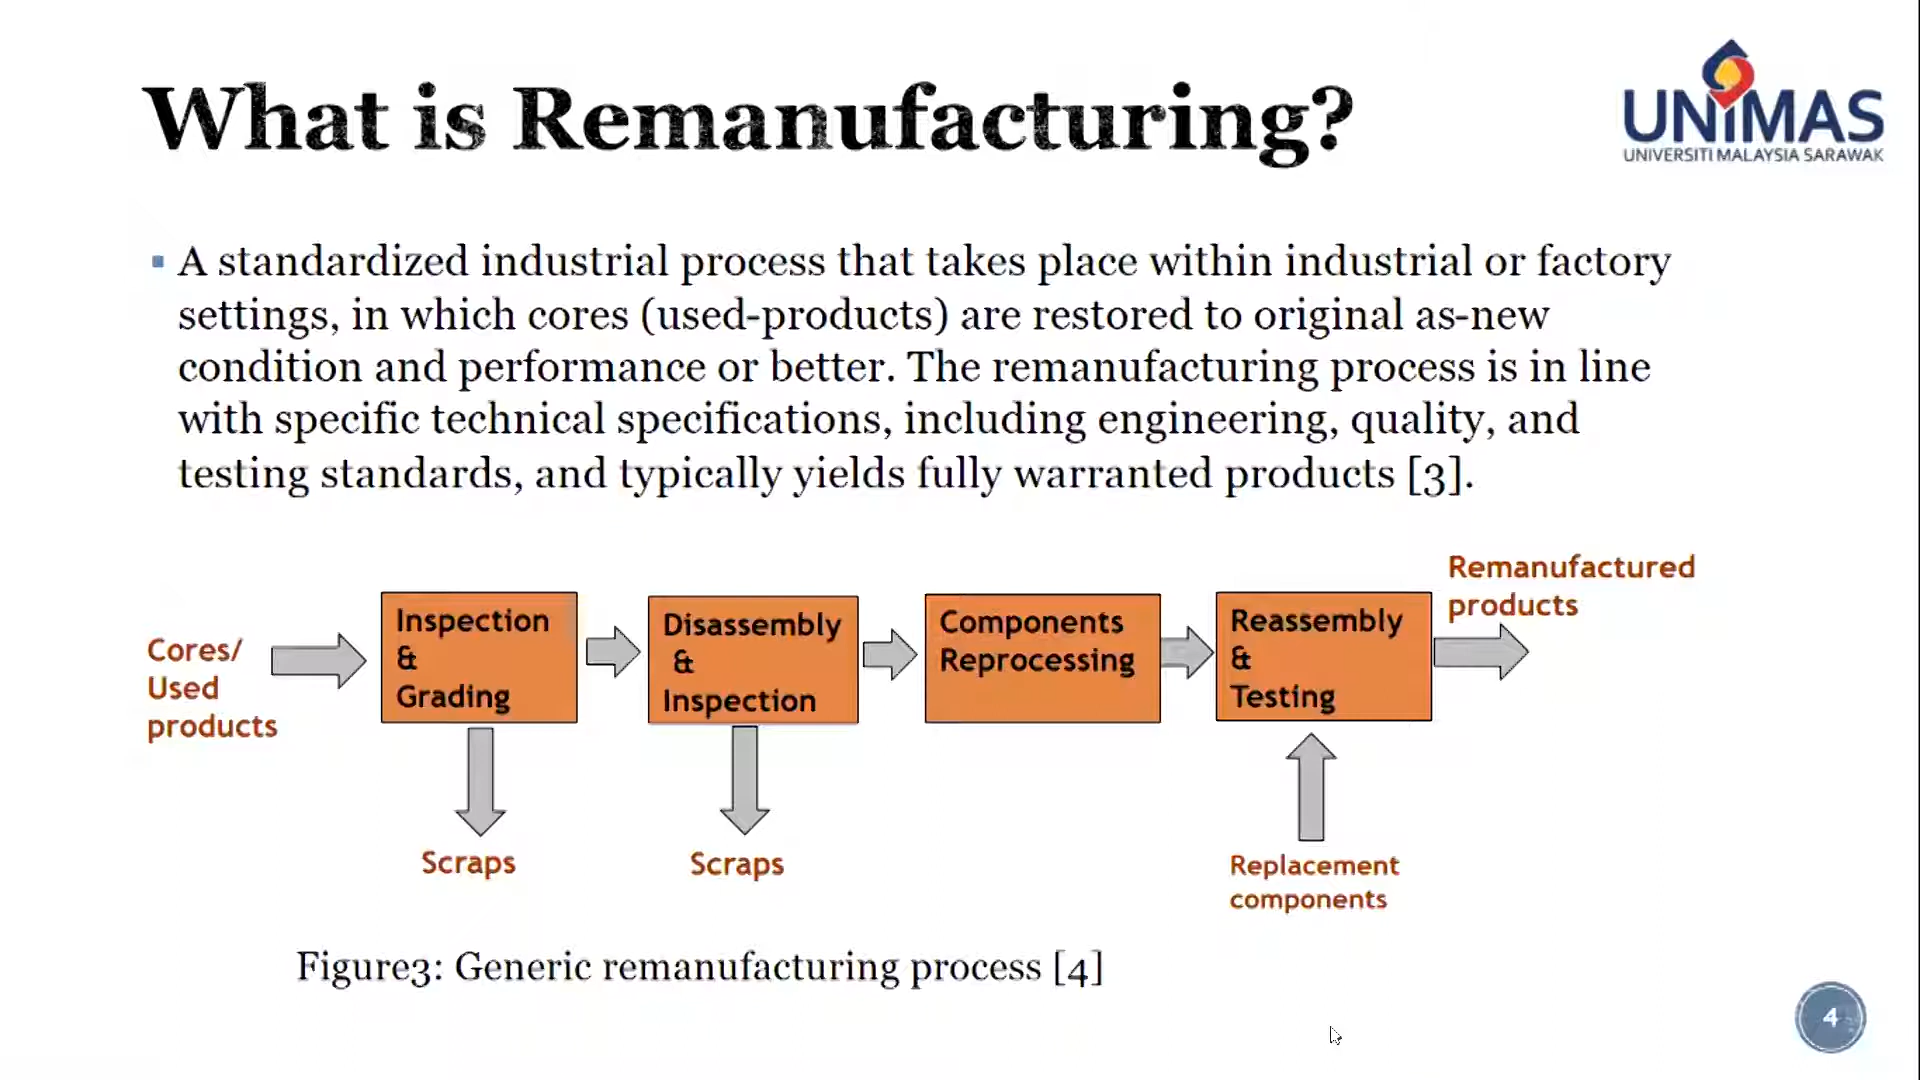 What is Remanufacturing?
UNIMAS
UNIVERSITI MALAYSIA SARAWAK
▪ A standardized industrial process that takes place within industrial or factory
settings, in which cores (used-products) are restored to original as-new
condition and performance or better. The remanufacturing process is in line
with specific technical specifications, including engineering, quality, and
testing standards, and typically yields fully warranted products [3].
Cores/
Used
products
Inspection
&
Grading
Disassembly
&
Inspection
Components
Reprocessing
Reassembly
&
Testing
Remanufactured
products
Scraps
Scraps
Replacement
components
Figure3: Generic remanufacturing process [4]
4